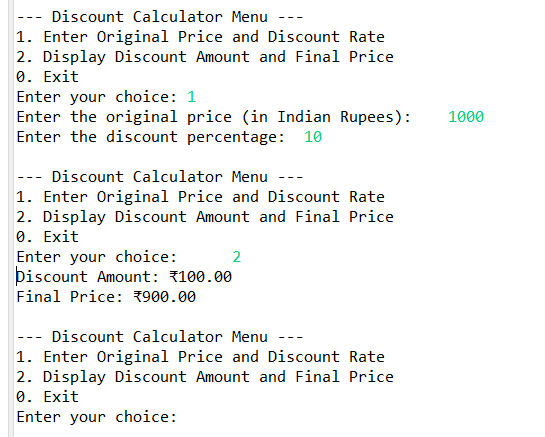 --- Discount Calculator Menu ---
1. Enter Original Price and Discount Rate
2. Display Discount Amount and Final Price
0. Exit
Enter your choice: 1
Enter the original price (in Indian Rupees): 1000
Enter the discount percentage: 10

--- Discount Calculator Menu ---
1. Enter Original Price and Discount Rate
2. Display Discount Amount and Final Price
0. Exit
Enter your choice: 2
Discount Amount: ₹100.00
Final Price: ₹900.00

--- Discount Calculator Menu ---
1. Enter Original Price and Discount Rate
2. Display Discount Amount and Final Price
0. Exit
Enter your choice: